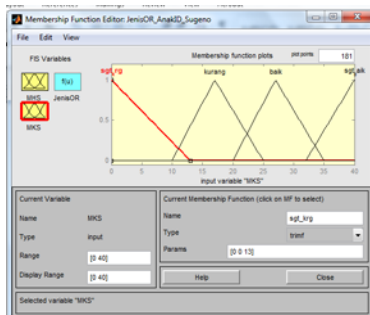 Membership Function Editor: JenisOR_AnakID_Sugeno
File Edit View
FIS Variables
MHS
f(u)
JenisOR
MKS
Membership function plots
plot points:
181
sgt_rg kurang baik sgt_aik
1
0.5
0
0 5 10 15 20 25 30 35 40
input variable "MKS"
Current Variable
Name MKS
Type input
Range [0 40]
Display Range [0 40]
Current Membership Function (click on MF to select)
Name sgt_krg
Type trimf
Params [0 0 13]
Help Close
Selected variable "MKS"